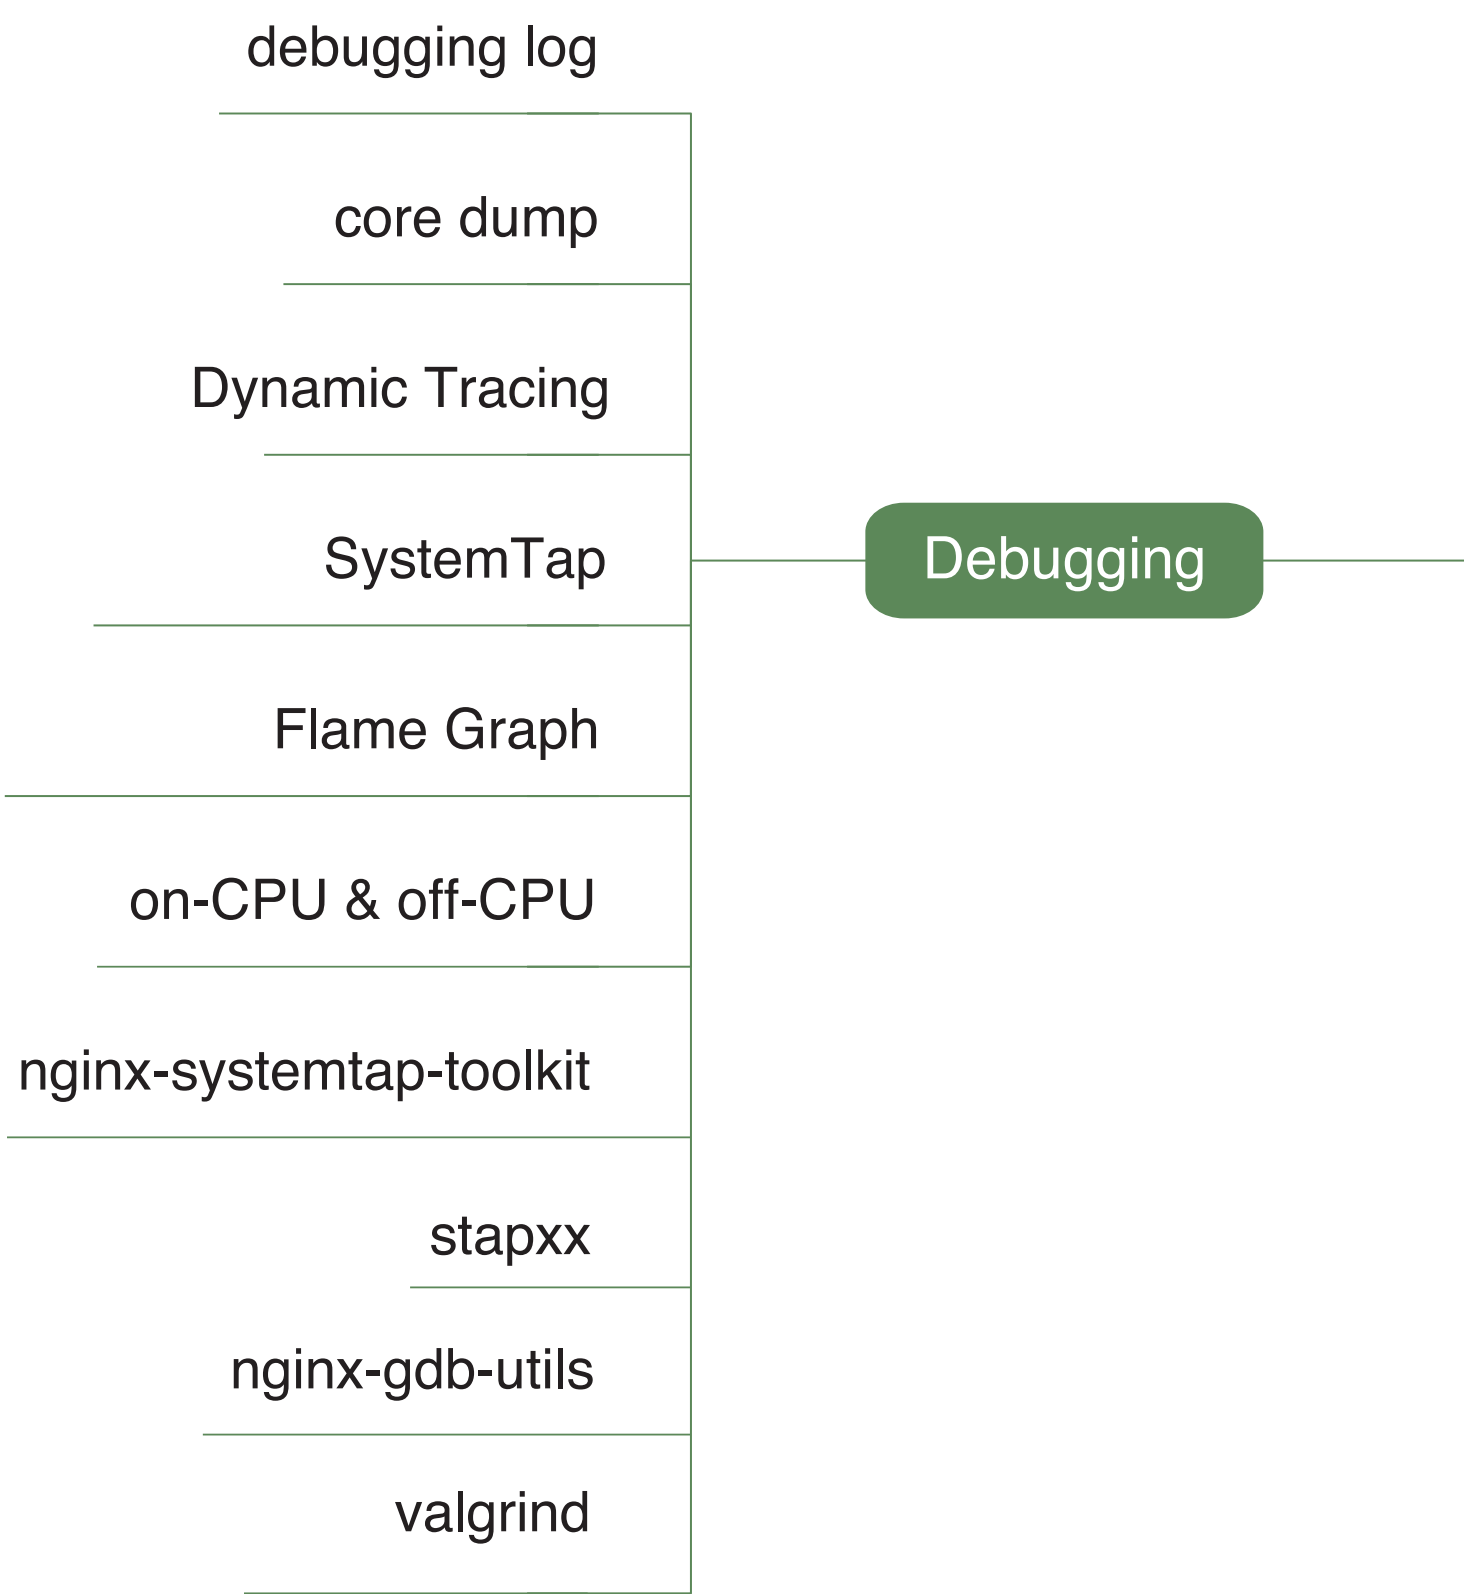 debugging log
core dump
Dynamic Tracing
SystemTap
Debugging
Flame Graph
on-CPU & off-CPU
nginx-systemtap-toolkit
stapxx
nginx-gdb-utils
valgrind